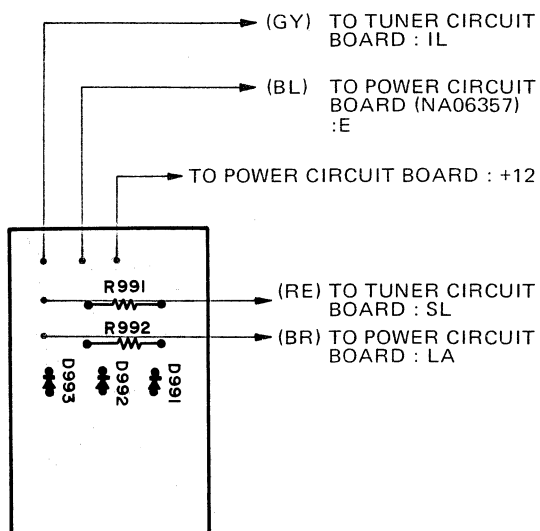 (GY) TO TUNER CIRCUIT
BOARD : IL
(BL) TO POWER CIRCUIT
BOARD (NA06357)
:E
TO POWER CIRCUIT BOARD : +12
R991
(RE) TO TUNER CIRCUIT
BOARD : SL
R992
(BR) TO POWER CIRCUIT
BOARD : LA
D993
D992
D991